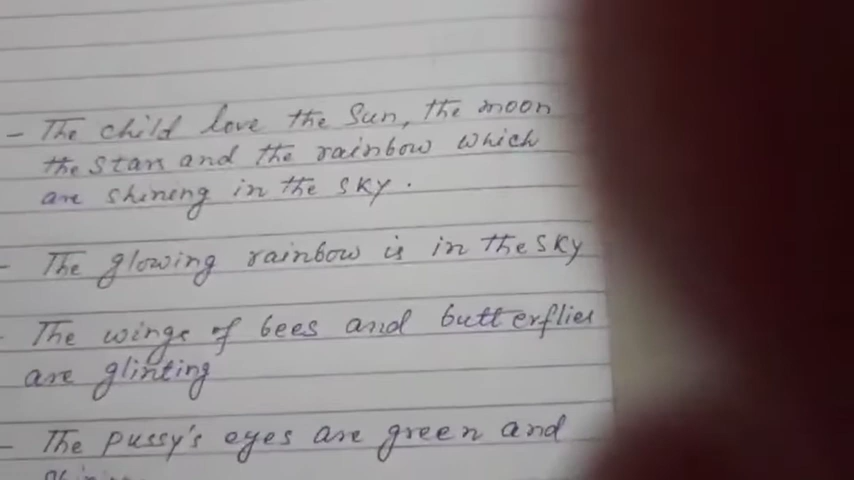 - The child love the Sun, the moon
the stars and the rainbow which
are shining in the sky.
- The glowing rainbow is in the sky
- The wings of bees and butterflies
are glinting
- The pussy's eyes are green and